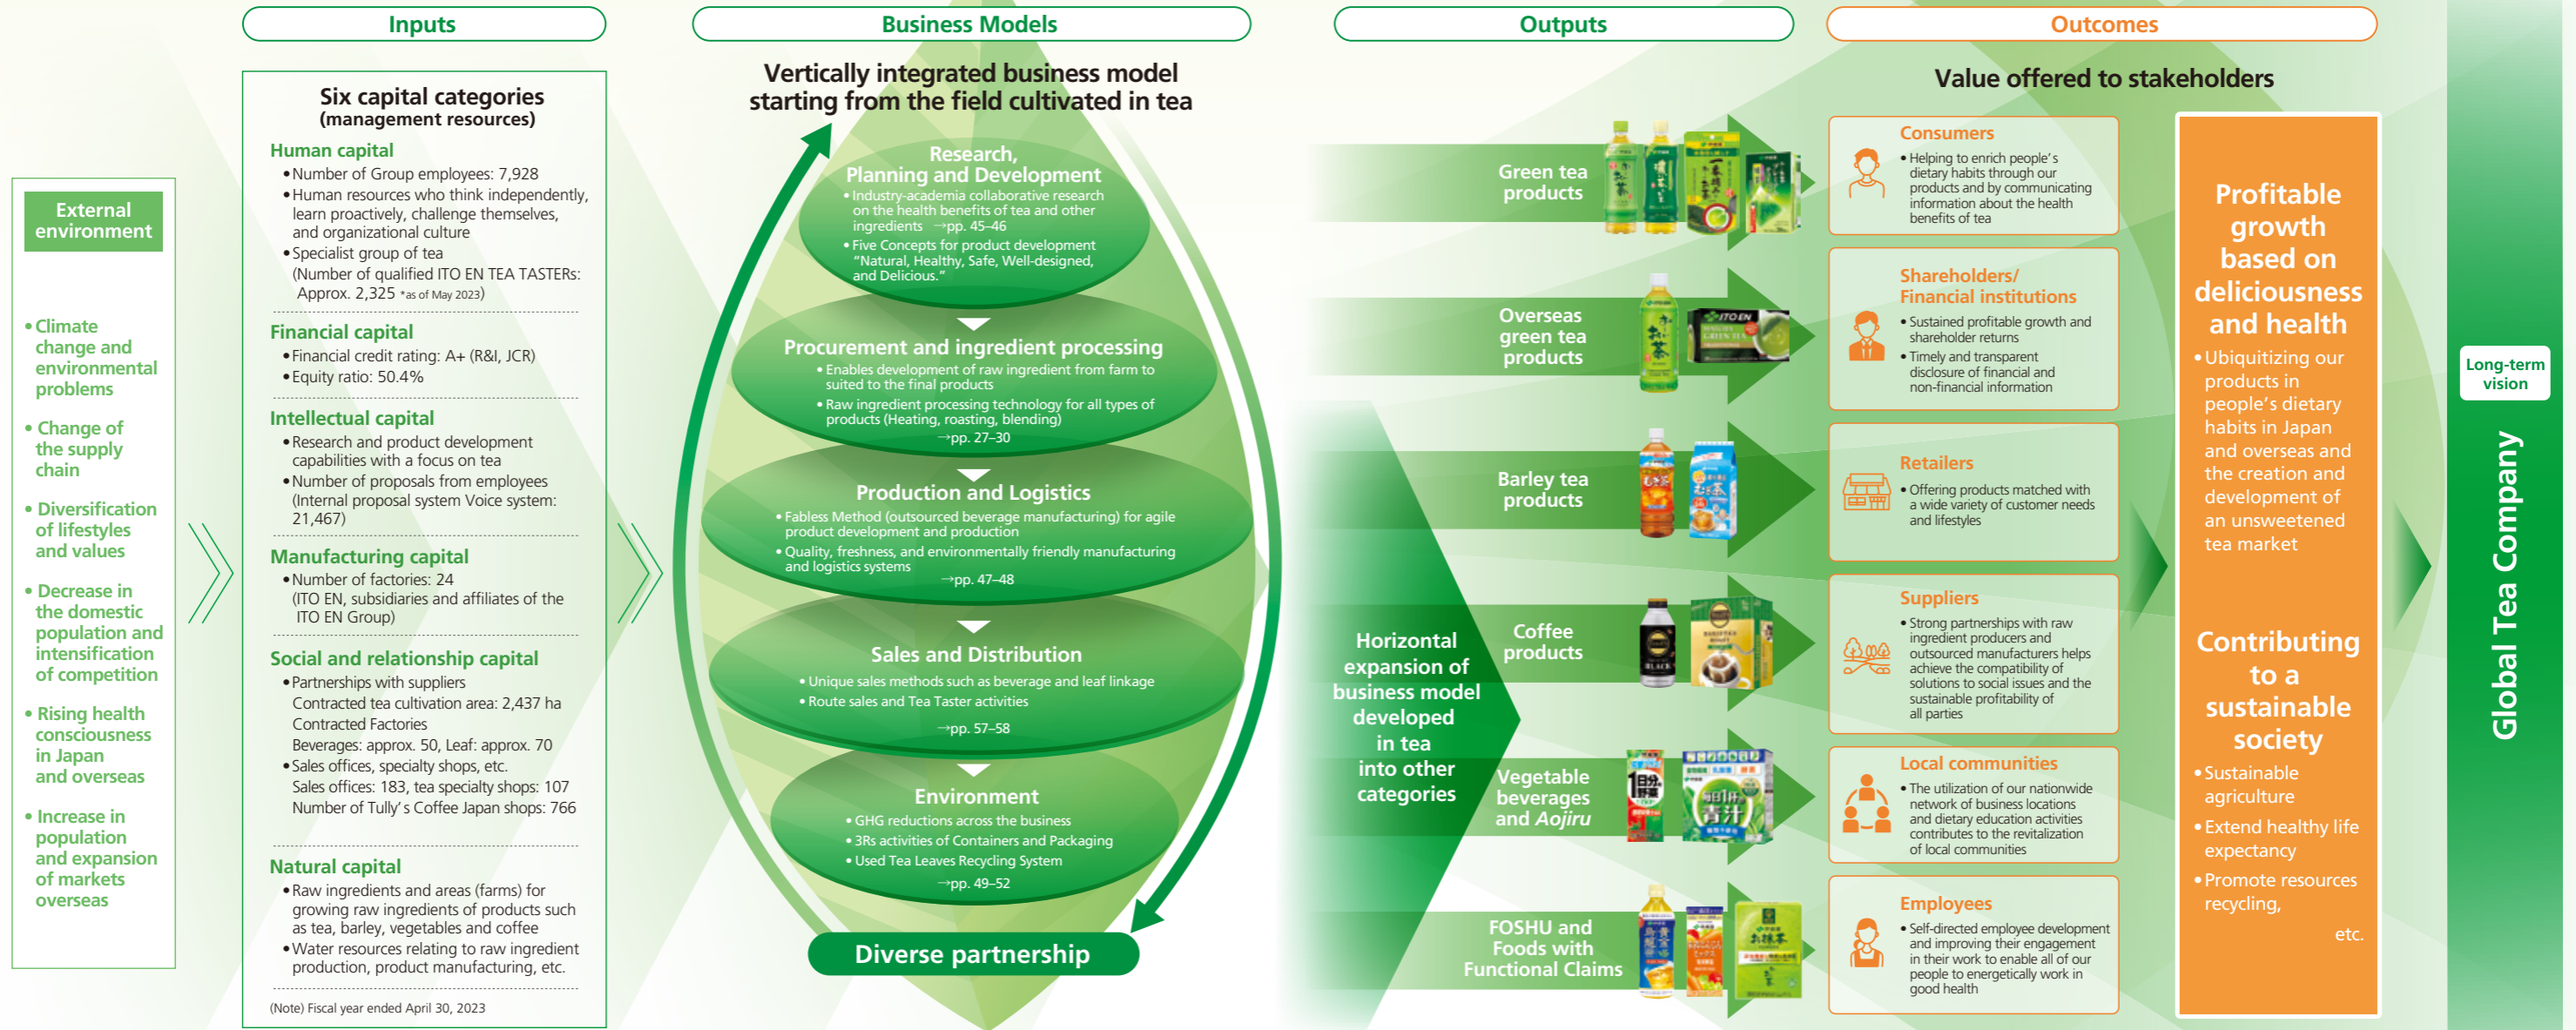 Inputs
Business Models
Outputs
Outcomes
External
environment
• Climate
change and
environmental
problems
• Change of
the supply
chain
• Diversification
of lifestyles
and values
• Decrease in
the domestic
population and
intensification
of competition
• Rising health
consciousness
in Japan
and overseas
• Increase in
population
and expansion
of markets
overseas
Six capital categories
(management resources)
Human capital
• Number of Group employees: 7,928
• Human resources who think independently,
learn proactively, challenge themselves,
and organizational culture
• Specialist group of tea
(Number of qualified ITO EN TEA TASTERs:
Approx. 2,325 *as of May 2023)
Financial capital
• Financial credit rating: A+ (R&I, JCR)
• Equity ratio: 50.4%
Intellectual capital
• Research and product development
capabilities with a focus on tea
• Number of proposals from employees
(Internal proposal system Voice system:
21,467)
Manufacturing capital
• Number of factories: 24
(ITO EN, subsidiaries and affiliates of the
ITO EN Group)
Social and relationship capital
• Partnerships with suppliers
Contracted tea cultivation area: 2,437 ha
Contracted Factories
Beverages: approx. 50, Leaf: approx. 70
• Sales offices, specialty shops, etc.
Sales offices: 183, tea specialty shops: 107
Number of Tully's Coffee Japan shops: 766
Natural capital
• Raw ingredients and areas (farms) for
growing raw ingredients of products such
as tea, barley, vegetables and coffee
• Water resources relating to raw ingredient
production, product manufacturing, etc.
(Note) Fiscal year ended April 30, 2023
Vertically integrated business model
starting from the field cultivated in tea
Research,
Planning and Development
• Industry-academia collaborative research
on the health benefits of tea and other
ingredients →pp. 45–46
• Five Concepts for product development
"Natural, Healthy, Safe, Well-designed,
and Delicious."
Procurement and ingredient processing
• Enables development of raw ingredient from farm to
suited to the final products
• Raw ingredient processing technology for all types of
products (Heating, roasting, blending)
→pp. 27–30
Production and Logistics
• Fabless Method (outsourced beverage manufacturing) for agile
product development and production
• Quality, freshness, and environmentally friendly manufacturing
and logistics systems
→pp. 47–48
Sales and Distribution
• Unique sales methods such as beverage and leaf linkage
• Route sales and Tea Taster activities
→pp. 57–58
Environment
• GHG reductions across the business
• 3Rs activities of Containers and Packaging
• Used Tea Leaves Recycling System
→pp. 49–52
Diverse partnership
Horizontal
expansion of
business model
developed
in tea
into other
categories
Green tea
products
Overseas
green tea
products
ITO EN
Barley tea
products
むぎ茶
Coffee
products
BLACK
Vegetable
beverages
and Aojiru
1日分の
野菜
毎日1杯の
青汁
FOSHU and
Foods with
Functional Claims
お抹茶
Value offered to stakeholders
Consumers
• Helping to enrich people's
dietary habits through our
products and by communicating
information about the health
benefits of tea
Shareholders/
Financial institutions
• Sustained profitable growth and
shareholder returns
• Timely and transparent
disclosure of financial and
non-financial information
Retailers
• Offering products matched with
a wide variety of customer needs
and lifestyles
Suppliers
• Strong partnerships with raw
ingredient producers and
outsourced manufacturers helps
achieve the compatibility of
solutions to social issues and the
sustainable profitability of
all parties
Local communities
• The utilization of our nationwide
network of business locations
and dietary education activities
contributes to the revitalization
of local communities
Employees
• Self-directed employee development
and improving their engagement
in their work to enable all of our
people to energetically work in
good health
Profitable
growth
based on
deliciousness
and health
• Ubiquitizing our
products in
people's dietary
habits in Japan
and overseas and
the creation and
development of
an unsweetened
tea market
Contributing
to a
sustainable
society
• Sustainable
agriculture
• Extend healthy life
expectancy
• Promote resources
recycling,
etc.
Long-term
vision
Global Tea Company